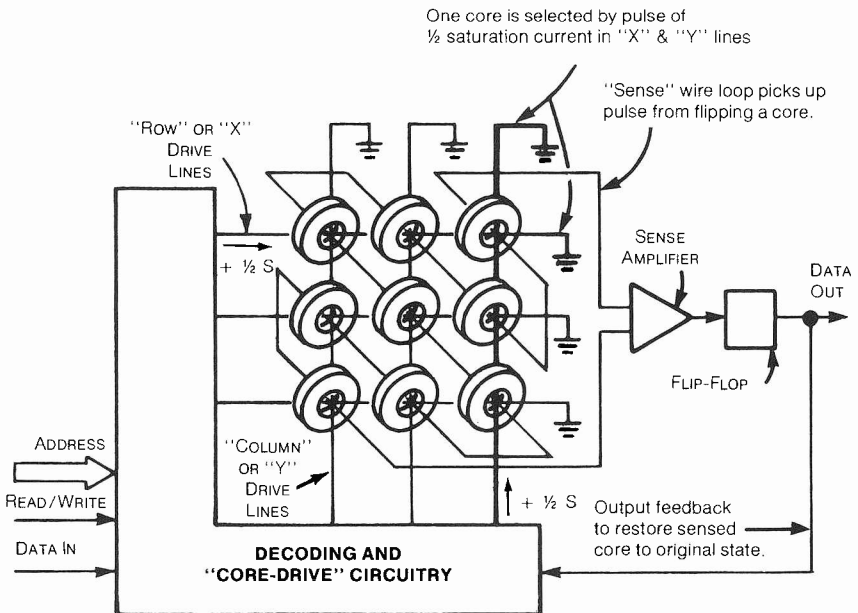 One core is selected by pulse of
½ saturation current in "X" & "Y" lines
"Sense" wire loop picks up
pulse from flipping a core.
"ROW" OR "X"
DRIVE
LINES
+ ½ S
SENSE
AMPLIFIER
DATA
OUT
FLIP-FLOP
ADDRESS
READ/WRITE
DATA IN
"COLUMN"
OR "Y"
DRIVE
LINES
+ ½ S
Output feedback
to restore sensed
core to original state.
DECODING AND
"CORE-DRIVE" CIRCUITRY